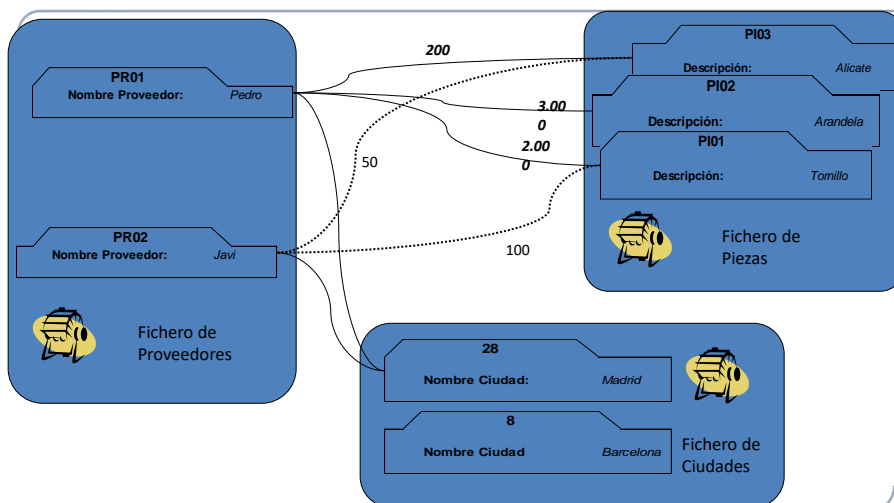 PR01
Nombre Proveedor: Pedro
PR02
Nombre Proveedor: Javi
Fichero de
Proveedores
200
3.00
0
2.00
0
50
100
PI03
Descripción: Alicate
PI02
Descripción: Arandela
PI01
Descripción: Tornillo
Fichero de
Piezas
28
Nombre Ciudad: Madrid
8
Nombre Ciudad Barcelona
Fichero de
Ciudades